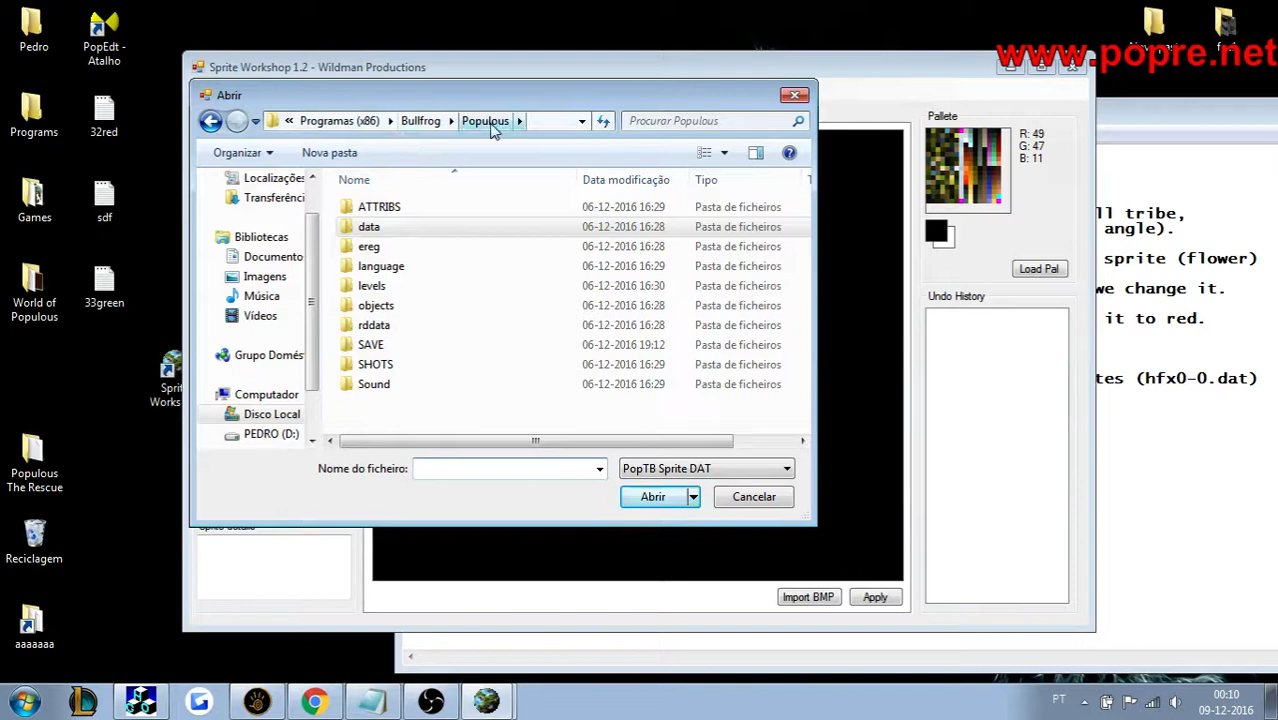 Pedro
PopEdt -
Atalho
www.popre.net
Sprite Workshop 1.2 - Wildman Productions
Abrir
Programas (x86)
Bullfrog
Populous
Procurar Populous
Organizar
Nova pasta
Nome
Data modificação
Tipo
Localizações
Transferênci
Bibliotecas
Documento
Imagens
Música
Vídeos
Grupo Domés
Computador
Disco Local
PEDRO (D:)
ATTRIBS 06-12-2016 16:29 Pasta de ficheiros
data 06-12-2016 16:28 Pasta de ficheiros
ereg 06-12-2016 16:28 Pasta de ficheiros
language 06-12-2016 16:29 Pasta de ficheiros
levels 06-12-2016 16:30 Pasta de ficheiros
objects 06-12-2016 16:28 Pasta de ficheiros
rddata 06-12-2016 16:28 Pasta de ficheiros
SAVE 06-12-2016 19:12 Pasta de ficheiros
SHOTS 06-12-2016 16:29 Pasta de ficheiros
Sound 06-12-2016 16:29 Pasta de ficheiros
Nome do ficheiro:
PopTB Sprite DAT
Abrir
Cancelar
Pallete
R: 49
G: 47
B: 11
Load Pal
Undo History
Import BMP
Apply
ll tribe,
angle).
sprite (flower)
we change it.
it to red.
tes (hfx0-0.dat)
Programs
32red
Games
sdf
World of
Populous
33green
Sprit
Works
Populous
The Rescue
Reciclagem
aaaaaaa
PT
00:10
09-12-2016